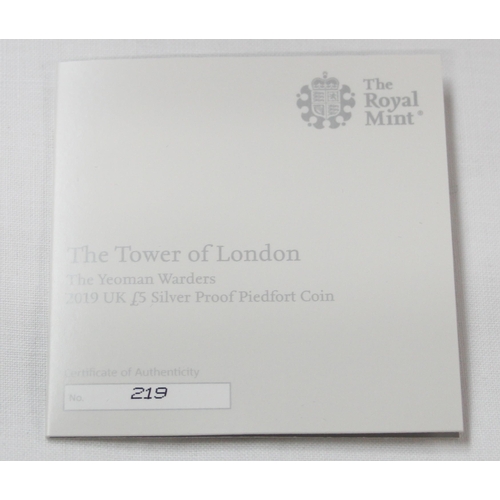 The
Royal
Mint®
The Tower of London
The Yeoman Warders
2019 UK £5 Silver Proof Piedfort Coin
Certificate of Authenticity
No. 219